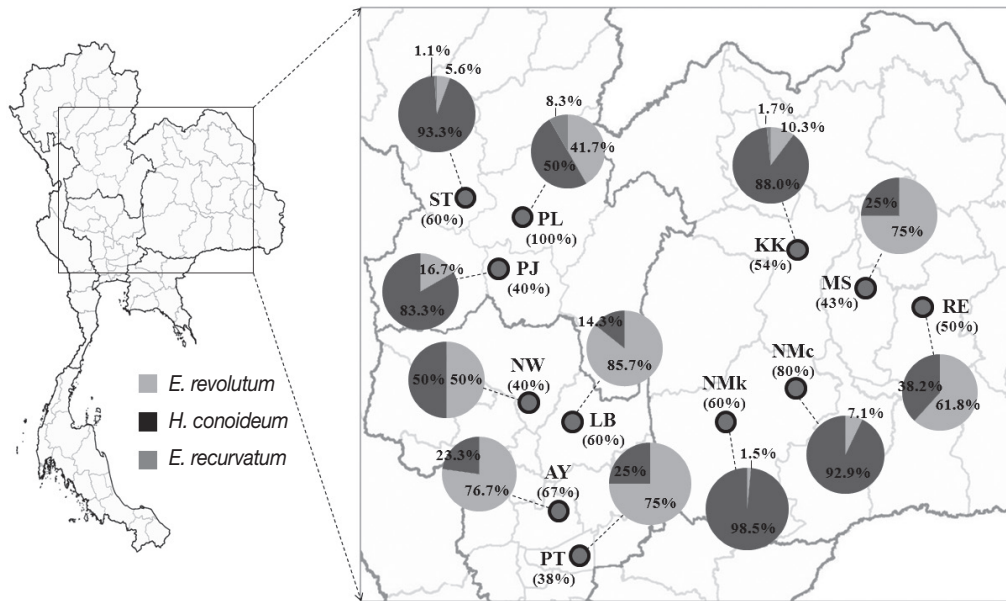 1.1%
5.6%
93.3%
ST
(60%)
8.3%
41.7%
50%
PL
(100%)
1.7%
10.3%
88.0%
KK
(54%)
25%
75%
MS
(43%)
RE
(50%)
38.2%
61.8%
16.7%
83.3%
PJ
(40%)
14.3%
85.7%
LB
(60%)
50%
50%
NW
(40%)
NMk
(60%)
1.5%
98.5%
NMc
(80%)
7.1%
92.9%
23.3%
76.7%
AY
(67%)
25%
75%
PT
(38%)
E. revolutum
H. conoideum
E. recurvatum